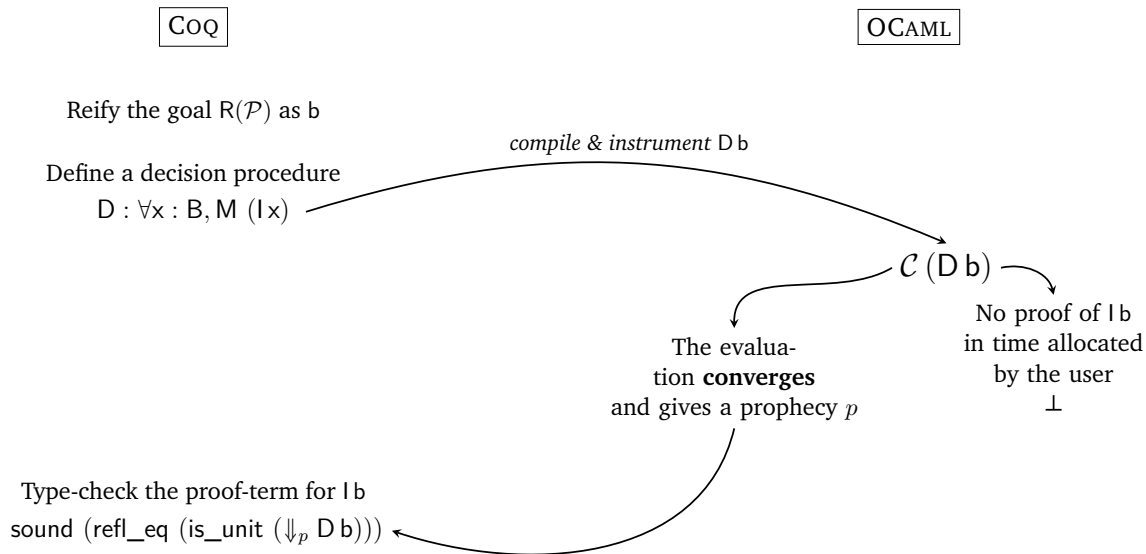 COQ
OCAML
Reify the goal R(𝒫) as b
compile & instrument D b
Define a decision procedure
D : ∀x : B, M (I x)
𝒞 (D b)
No proof of I b
in time allocated
by the user
⊥
The evalua-
tion converges
and gives a prophecy p
Type-check the proof-term for I b
sound (refl_eq (is_unit (⇓p D b)))